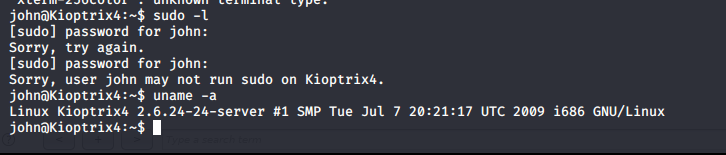 xterm-256color : unknown terminal type.
john@Kioptrix4:~$ sudo -l
[sudo] password for john:
Sorry, try again.
[sudo] password for john:
Sorry, user john may not run sudo on Kioptrix4.
john@Kioptrix4:~$ uname -a
Linux Kioptrix4 2.6.24-24-server #1 SMP Tue Jul 7 20:21:17 UTC 2009 i686 GNU/Linux
john@Kioptrix4:~$